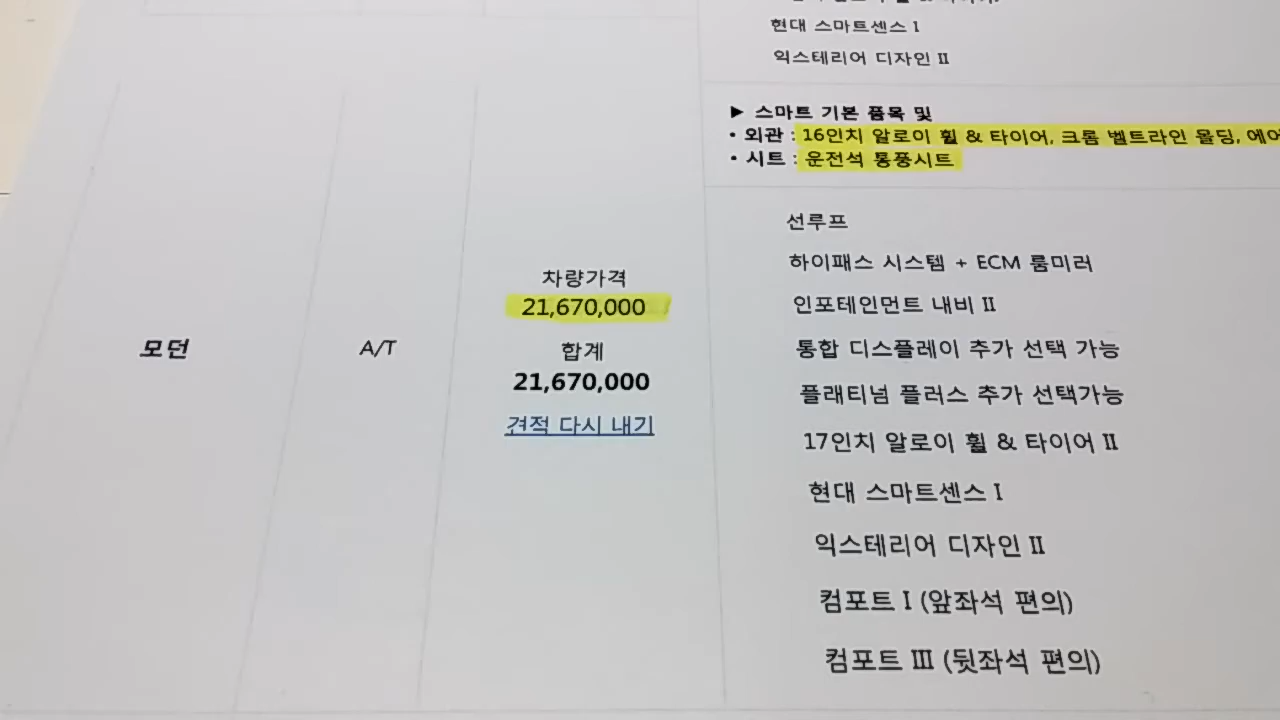 현대 스마트센스 I
익스테리어 디자인 II
▶ 스마트 기본 품목 및
• 외관 : 16인치 알로이 휠 & 타이어, 크롬 벨트라인 몰딩, 에어
• 시트 : 운전석 통풍시트
모던
A/T
차량가격
21,670,000
합계
21,670,000
견적 다시 내기
선루프
하이패스 시스템 + ECM 룸미러
인포테인먼트 내비 II
통합 디스플레이 추가 선택 가능
플래티넘 플러스 추가 선택가능
17인치 알로이 휠 & 타이어 II
현대 스마트센스 I
익스테리어 디자인 II
컴포트 I (앞좌석 편의)
컴포트 III (뒷좌석 편의)